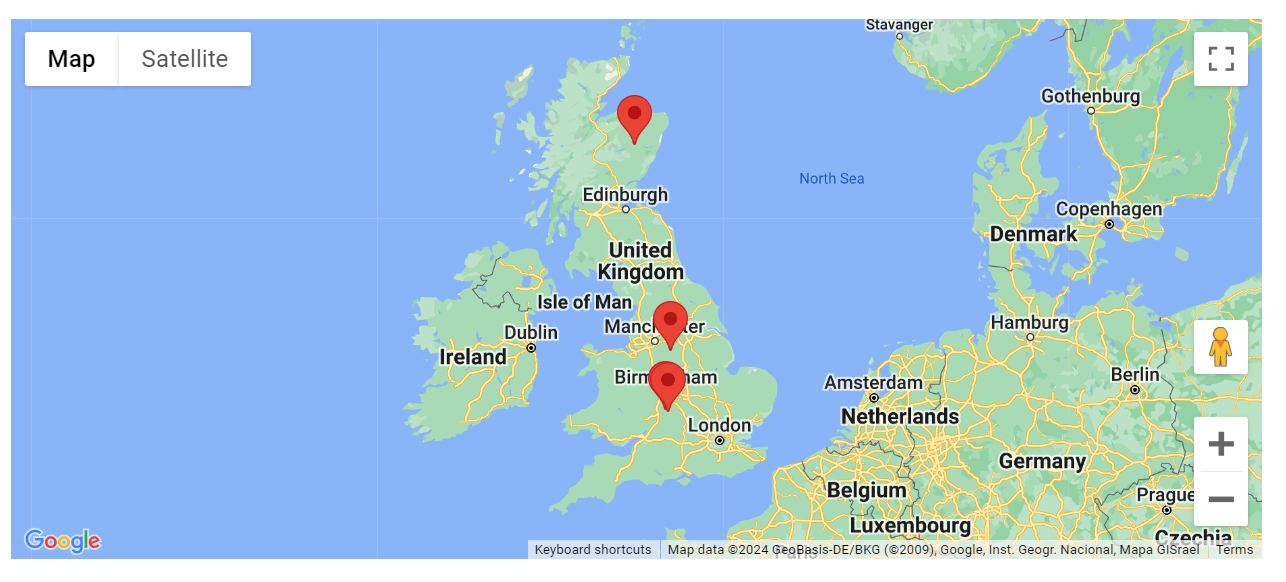 Stavanger
Map
Satellite
Gothenburg
North Sea
Edinburgh
Copenhagen
Denmark
United
Kingdom
Isle of Man
Hamburg
Dublin
Ireland
Berlin
Amsterdam
Netherlands
London
Germany
Belgium
Prague
Luxembourg
Czechia
Google
Keyboard shortcuts
Map data ©2024 GeoBasis-DE/BKG (©2009), Google, Inst. Geogr. Nacional, Mapa GISrael
Terms